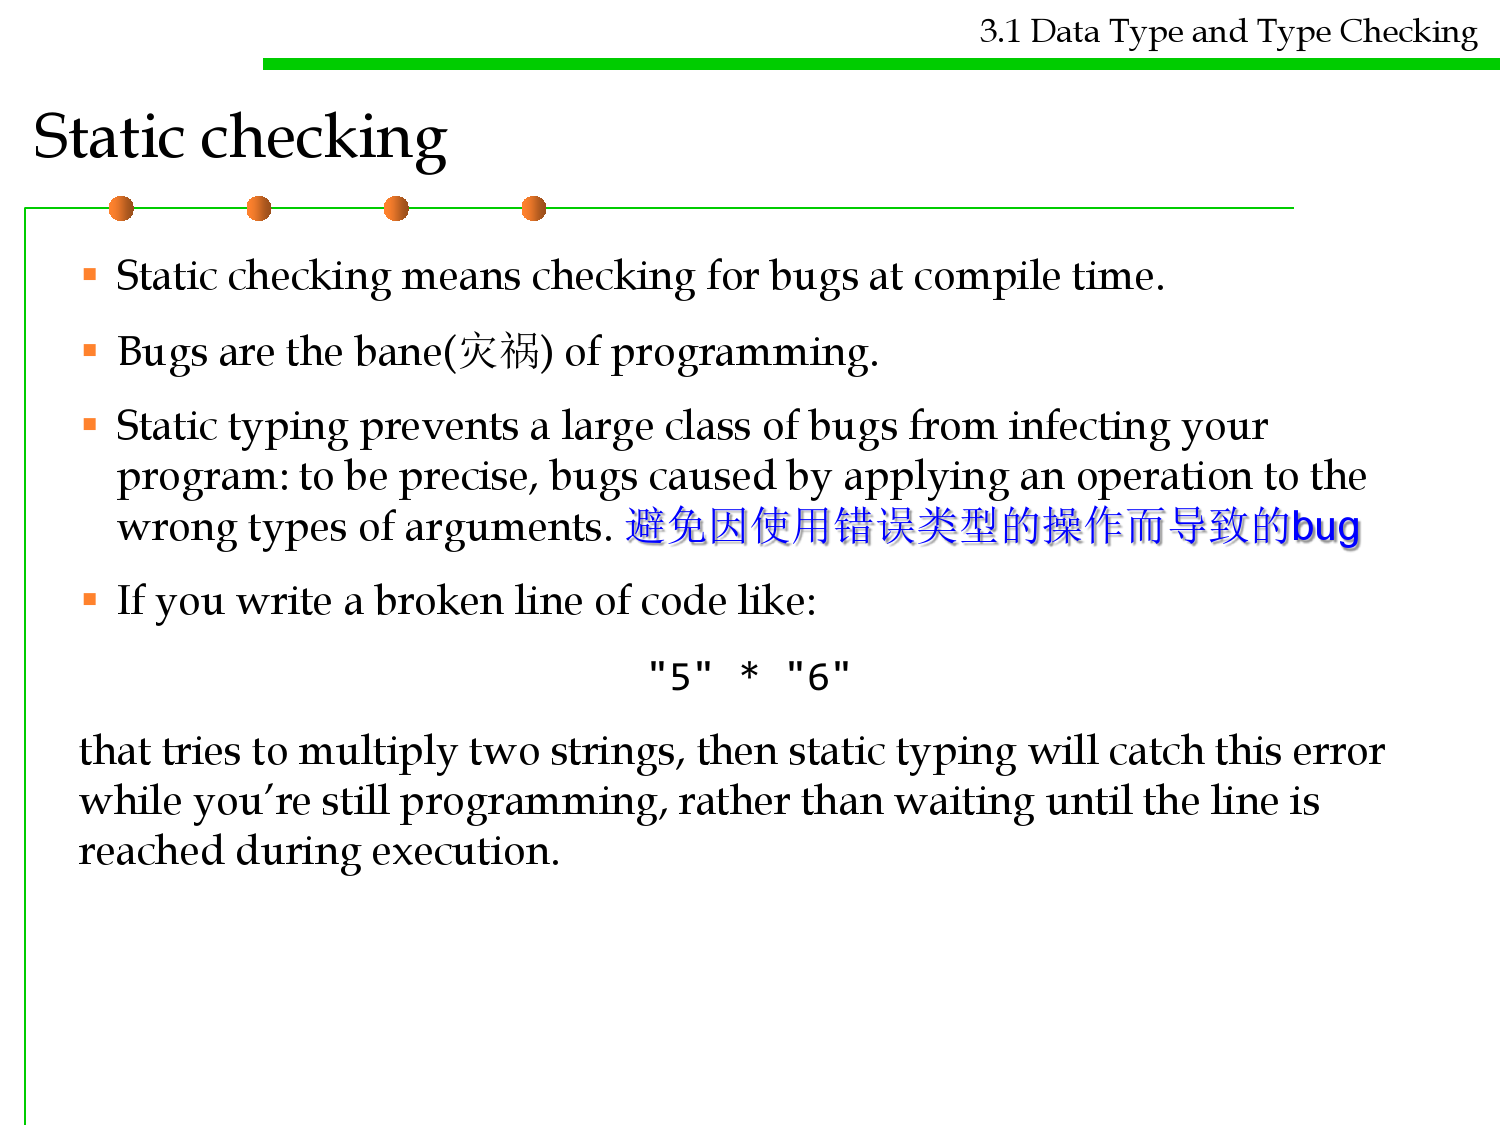 3.1 Data Type and Type Checking
Static checking
Static checking means checking for bugs at compile time.
Bugs are the bane(灾祸) of programming.
Static typing prevents a large class of bugs from infecting your
program: to be precise, bugs caused by applying an operation to the
wrong types of arguments. 避免因使用错误类型的操作而导致的bug
If you write a broken line of code like:
"5" * "6"
that tries to multiply two strings, then static typing will catch this error
while you’re still programming, rather than waiting until the line is
reached during execution.